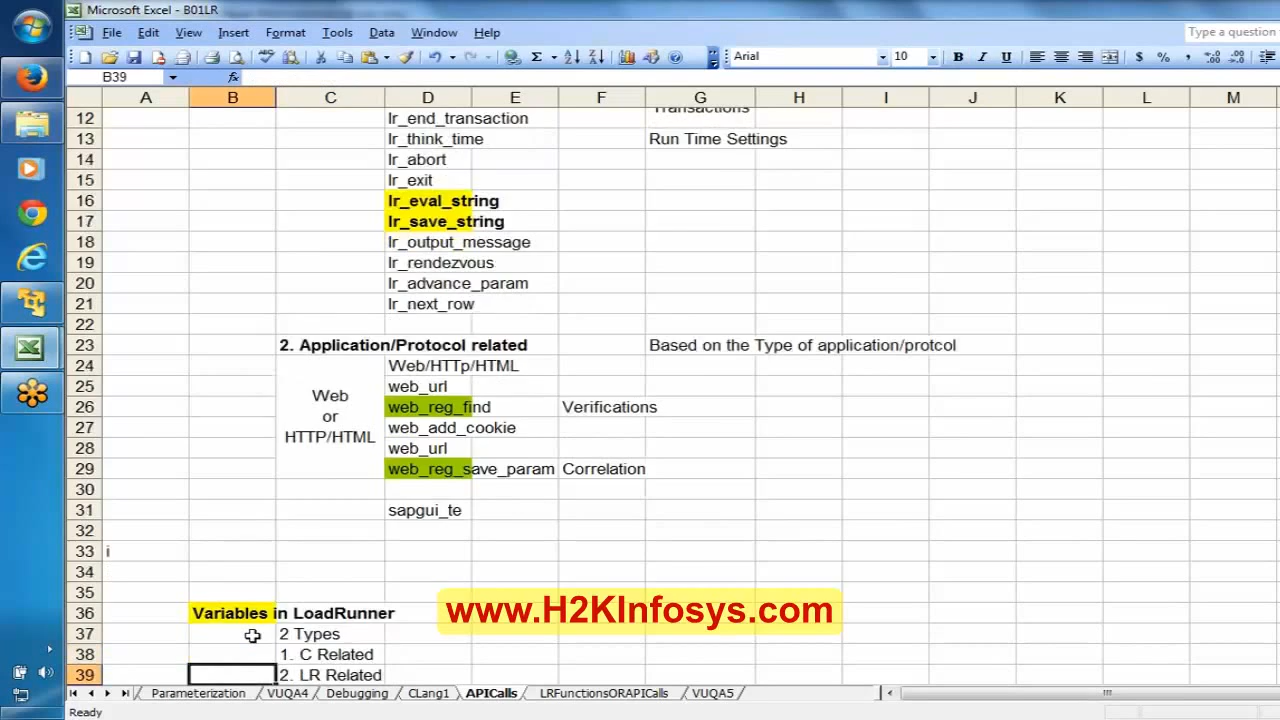 Microsoft Excel - B01LR
File Edit View Insert Format Tools Data Window Help Type a question
Arial 10 B I U $ % ,
B39 fx
A B C D E F G H I J K L M
12 lr_end_transaction Transactions
13 lr_think_time Run Time Settings
14 lr_abort
15 lr_exit
16 lr_eval_string
17 lr_save_string
18 lr_output_message
19 lr_rendezvous
20 lr_advance_param
21 lr_next_row
22
23 2. Application/Protocol related Based on the Type of application/protcol
24 Web/HTTp/HTML
25 web_url
Web
or
HTTP/HTML
26 web_reg_find Verifications
27 web_add_cookie
28 web_url
29 web_reg_save_param Correlation
30
31 sapgui_te
32
33 i
34
35
36 Variables in LoadRunner
www.H2KInfosys.com
37 2 Types
38 1. C Related
39 2. LR Related
Parameterization VUQA4 Debugging CLang1 APICalls LRFunctionsORAPICalls VUQA5
Ready